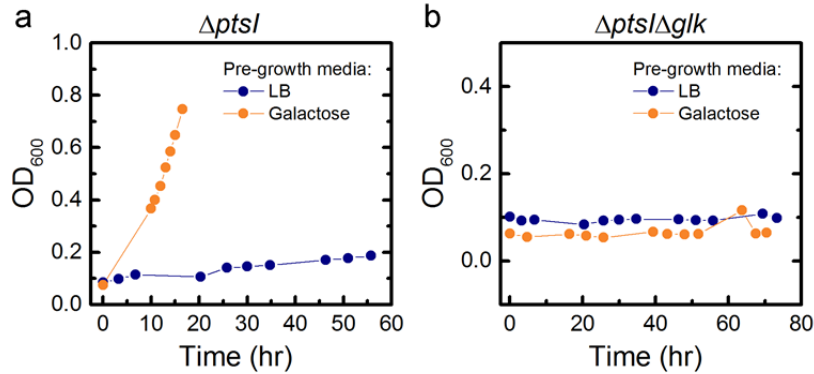 a
ΔptsI
OD600
1.0
0.8
0.6
0.4
0.2
0.0
Pre-growth media:
LB
Galactose
0 10 20 30 40 50 60
Time (hr)
b
ΔptsIΔglk
OD600
0.4
0.2
0.0
Pre-growth media:
LB
Galactose
0 20 40 60 80
Time (hr)